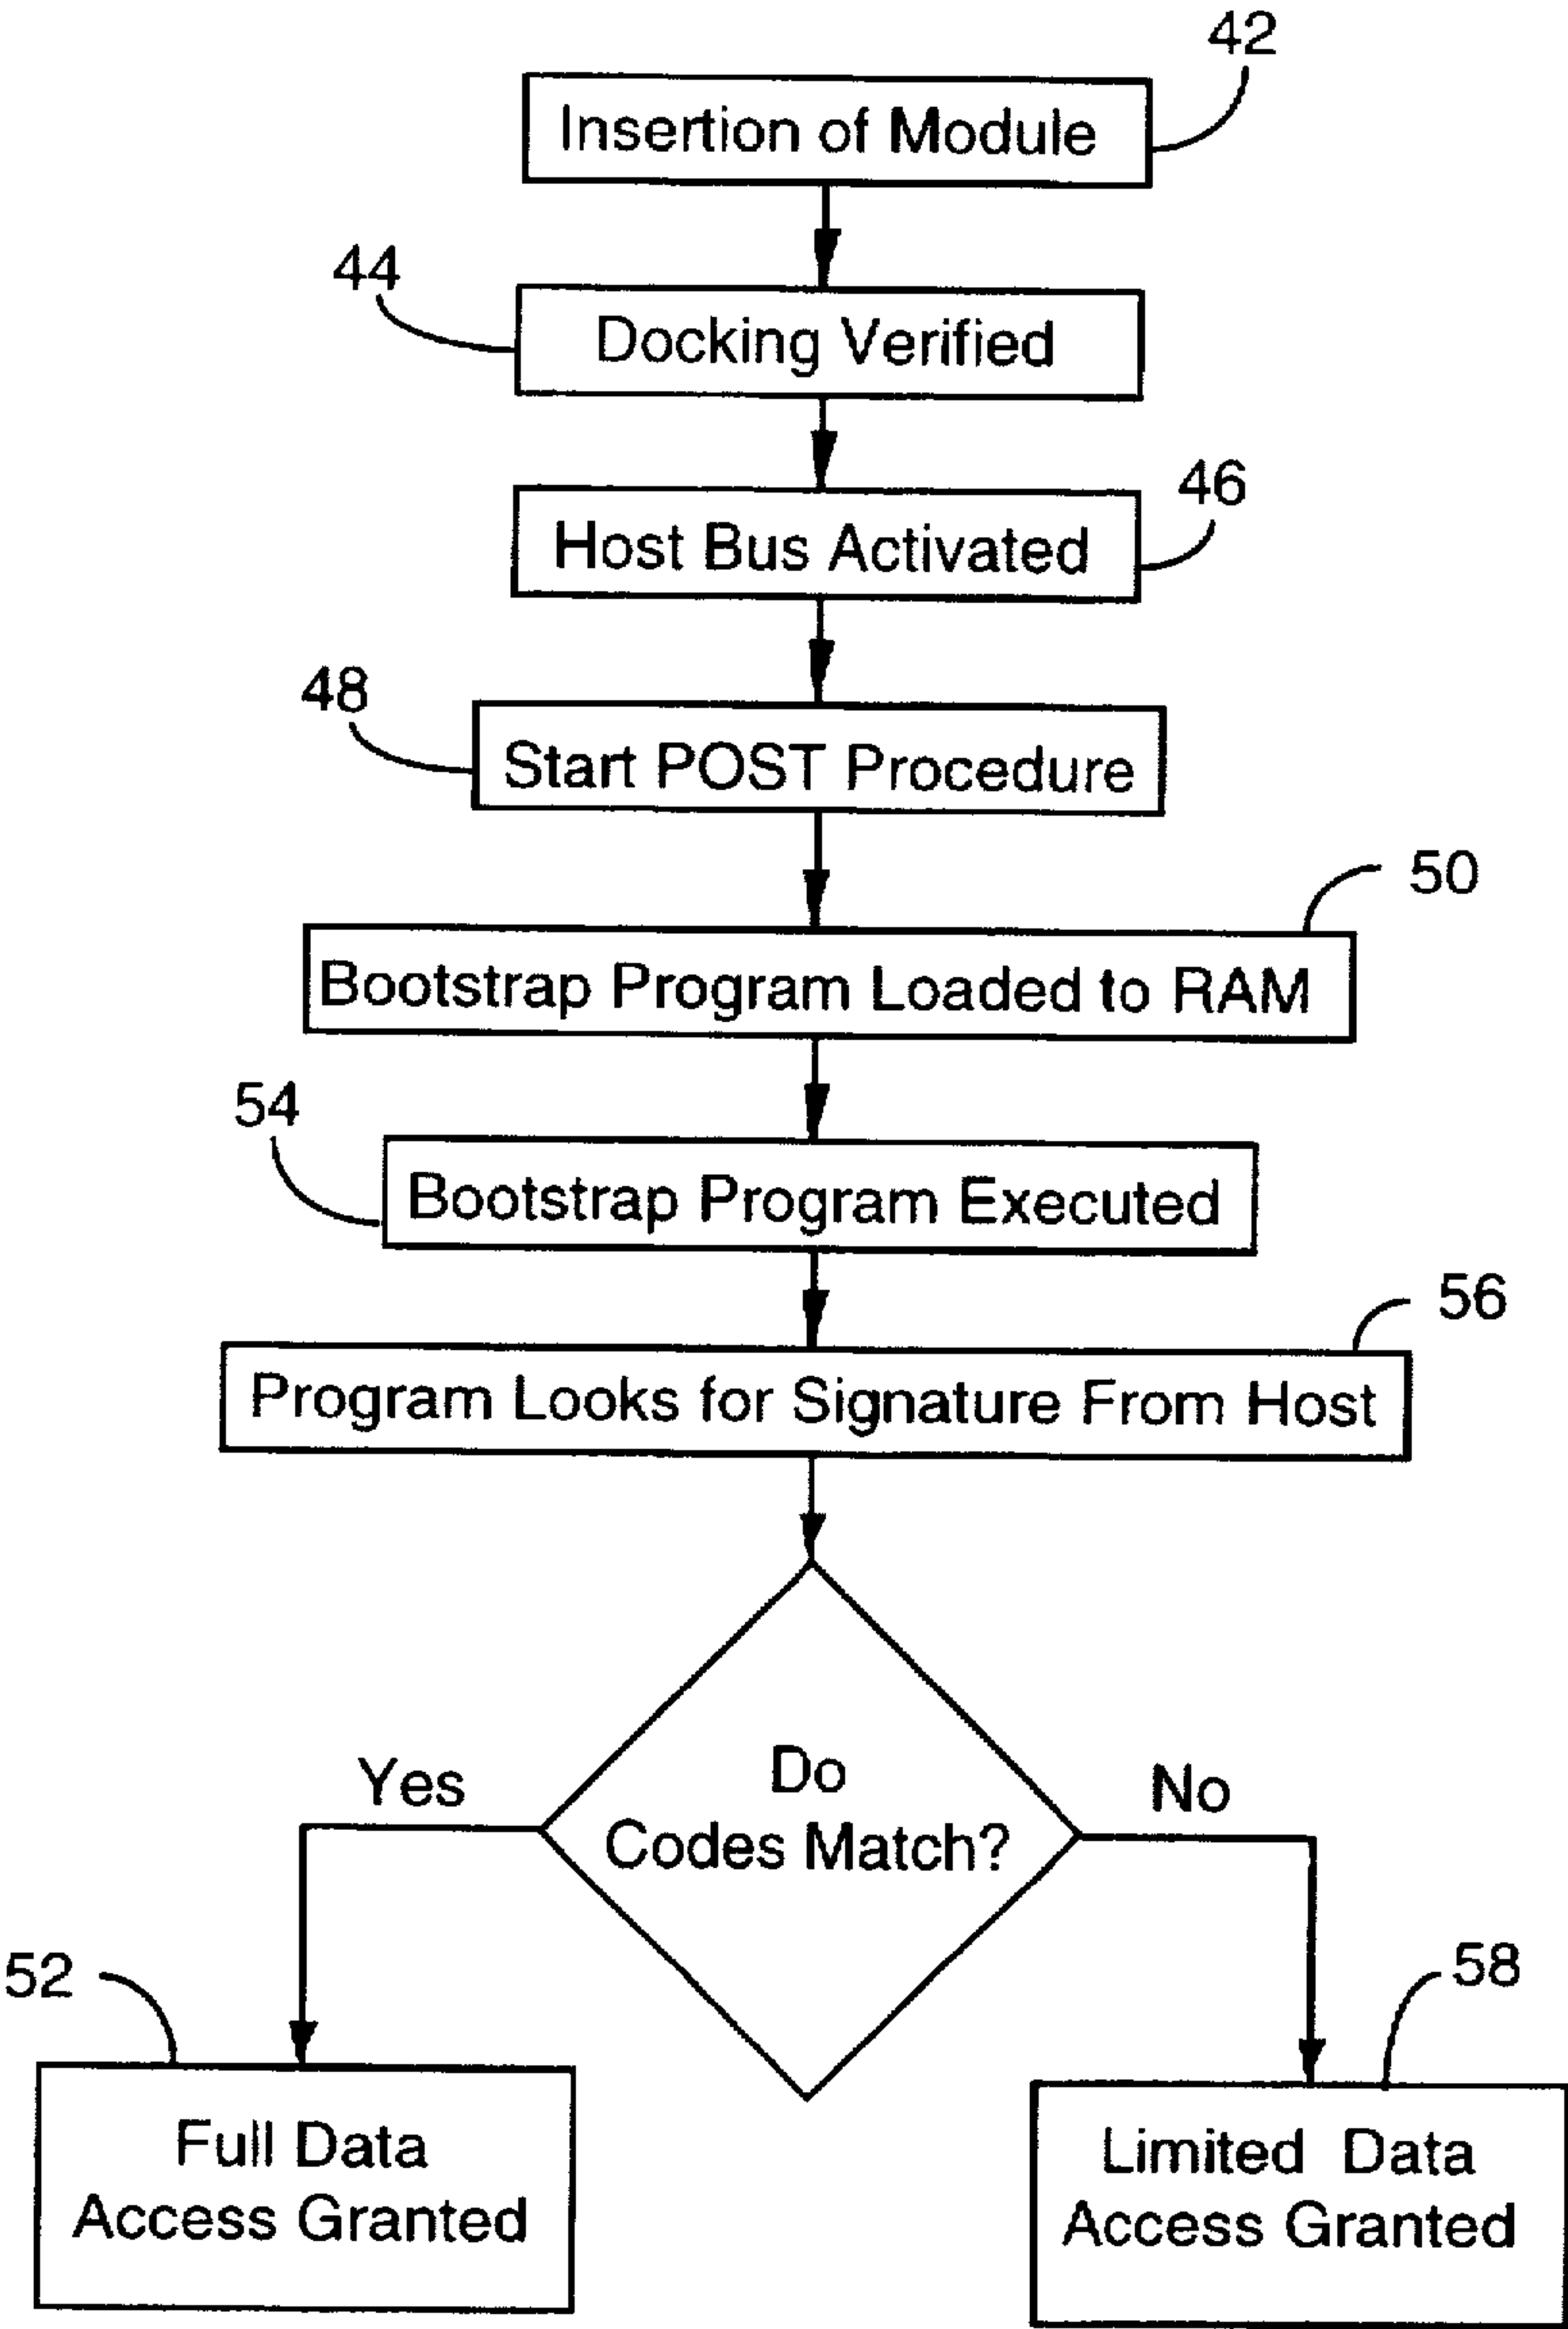 42
Insertion of Module
44
Docking Verified
46
Host Bus Activated
48
Start POST Procedure
50
Bootstrap Program Loaded to RAM
54
Bootstrap Program Executed
56
Program Looks for Signature From Host
Do
Codes Match?
Yes
No
52
58
Full Data
Access Granted
Limited Data
Access Granted